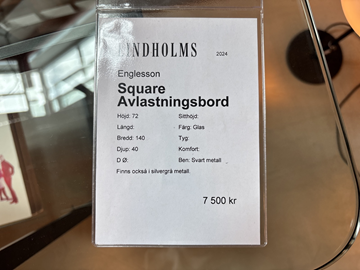 LINDHOLMS 2024
Englesson
Square
Avlastningsbord
Höjd: 72 Sitthöjd:
Längd: Färg: Glas
Bredd: 140 Tyg:
Djup: 40 Komfort:
D Ø: Ben: Svart metall
Finns också i silvergrå metall.
7 500 kr